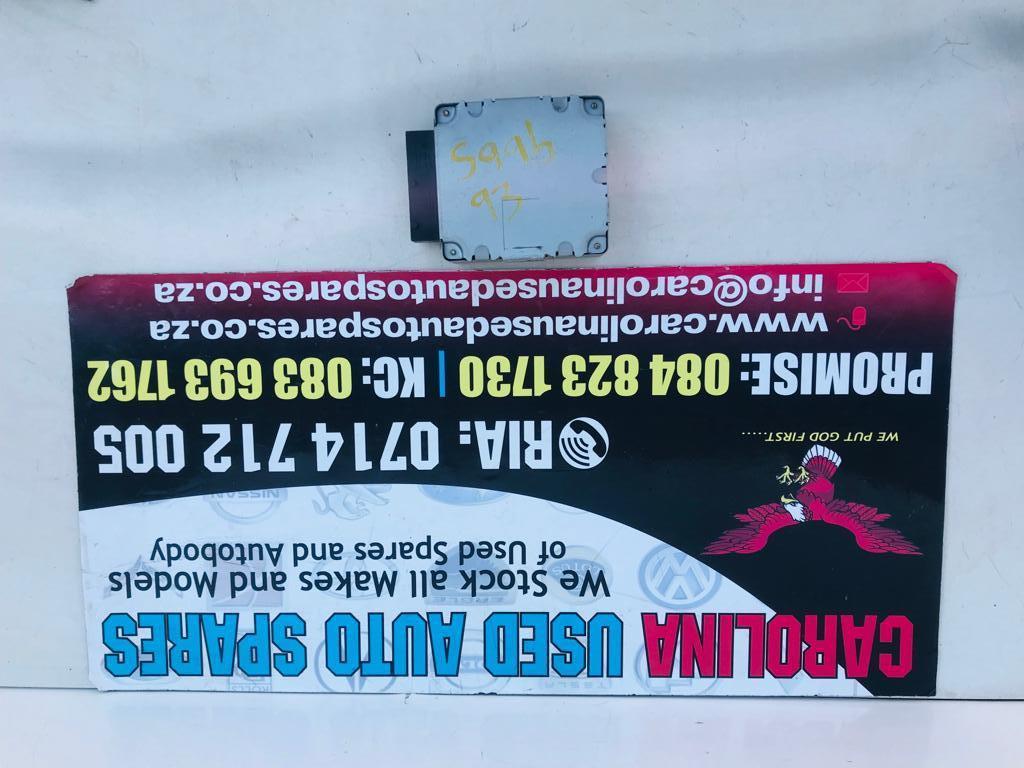 Saab
93
CAROLINA USED AUTO SPARES
We Stock all Makes and Models
of Used Spares and Autobody
WE PUT GOD FIRST.....
RIA: 0714 712 005
PROMISE: 084 823 1730 | KC: 083 693 1762
www.carolinausedautospares.co.za
info@carolinausedautospares.co.za
NISSAN